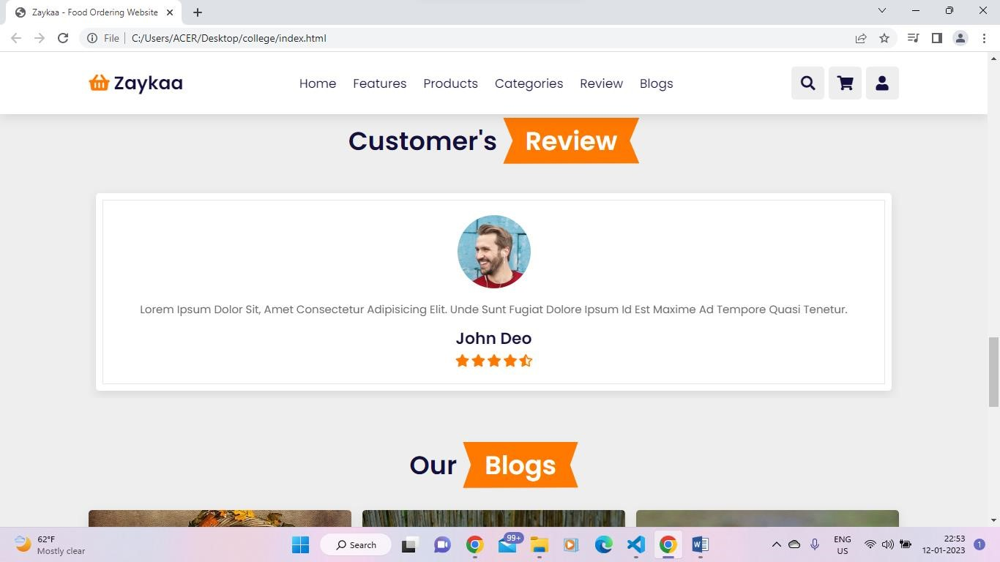 Zaykaa - Food Ordering Website
File
C:/Users/ACER/Desktop/college/index.html
Zaykaa
Home Features Products Categories Review Blogs
Customer's Review
Lorem Ipsum Dolor Sit, Amet Consectetur Adipisicing Elit. Unde Sunt Fugiat Dolore Ipsum Id Est Maxime Ad Tempore Quasi Tenetur.
John Deo
Our Blogs
62°F
Mostly clear
Search
99+
ENG
US
22:53
12-01-2023
1